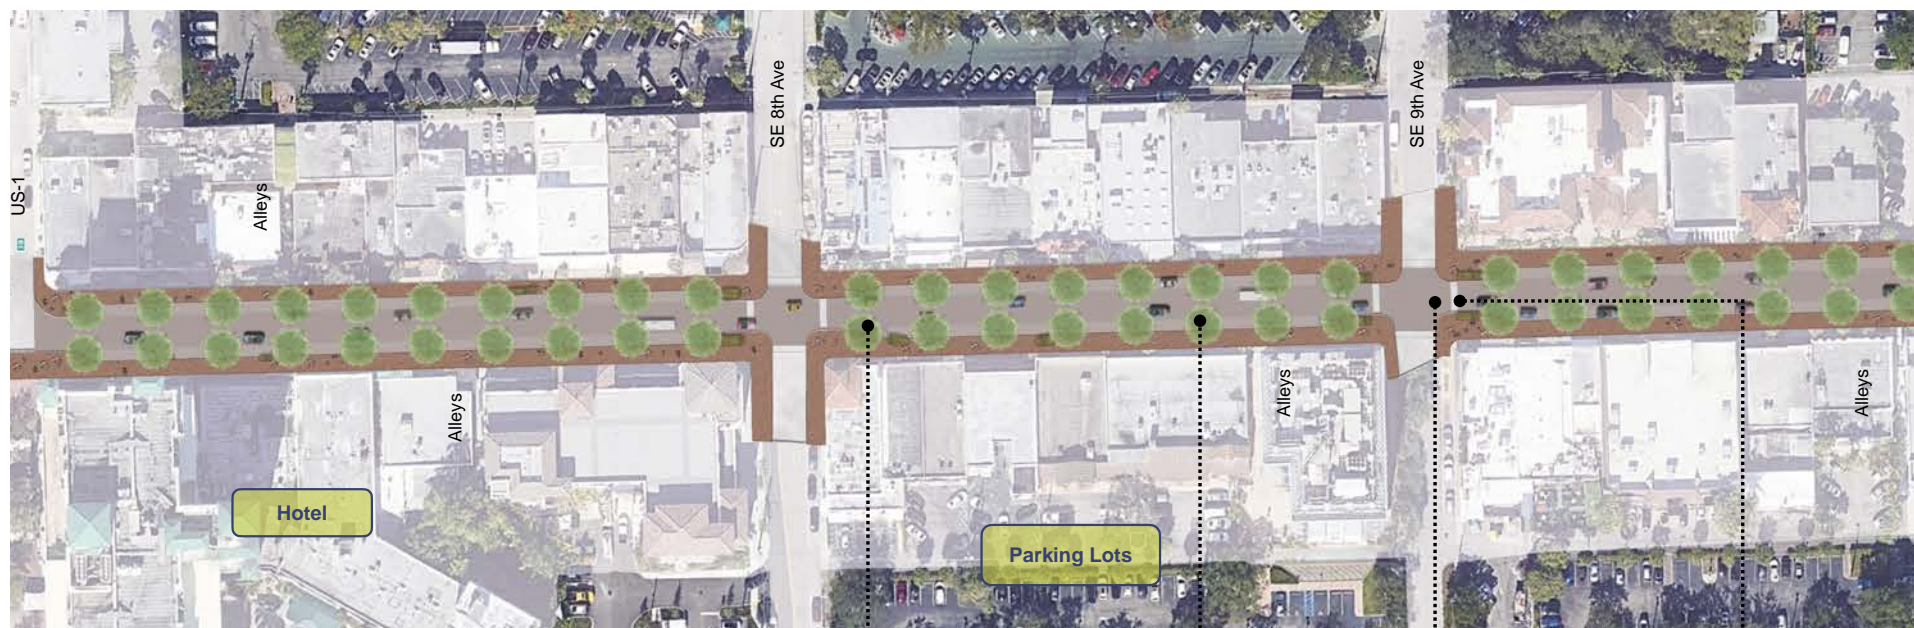 US-1
Alleys
SE 8th Ave
SE 9th Ave
Alleys
Alleys
Alleys
Hotel
Parking Lots